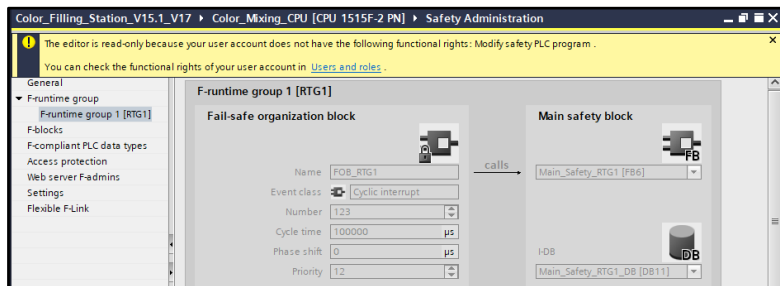 Color_Filling_Station_V15.1_V17 ▸ Color_Mixing_CPU [CPU 1515F-2 PN] ▸ Safety Administration
The editor is read-only because your user account does not have the following functional rights: Modify safety PLC program .
You can check the functional rights of your user account in Users and roles .
General
F-runtime group
F-runtime group 1 [RTG1]
F-blocks
F-compliant PLC data types
Access protection
Web server F-admins
Settings
Flexible F-Link
F-runtime group 1 [RTG1]
Fail-safe organization block
Name FOB_RTG1
Event class Cyclic interrupt
Number 123
Cycle time 100000 µs
Phase shift 0 µs
Priority 12
calls
Main safety block
FB
Main_Safety_RTG1 [FB6]
I-DB
DB
Main_Safety_RTG1_DB [DB11]